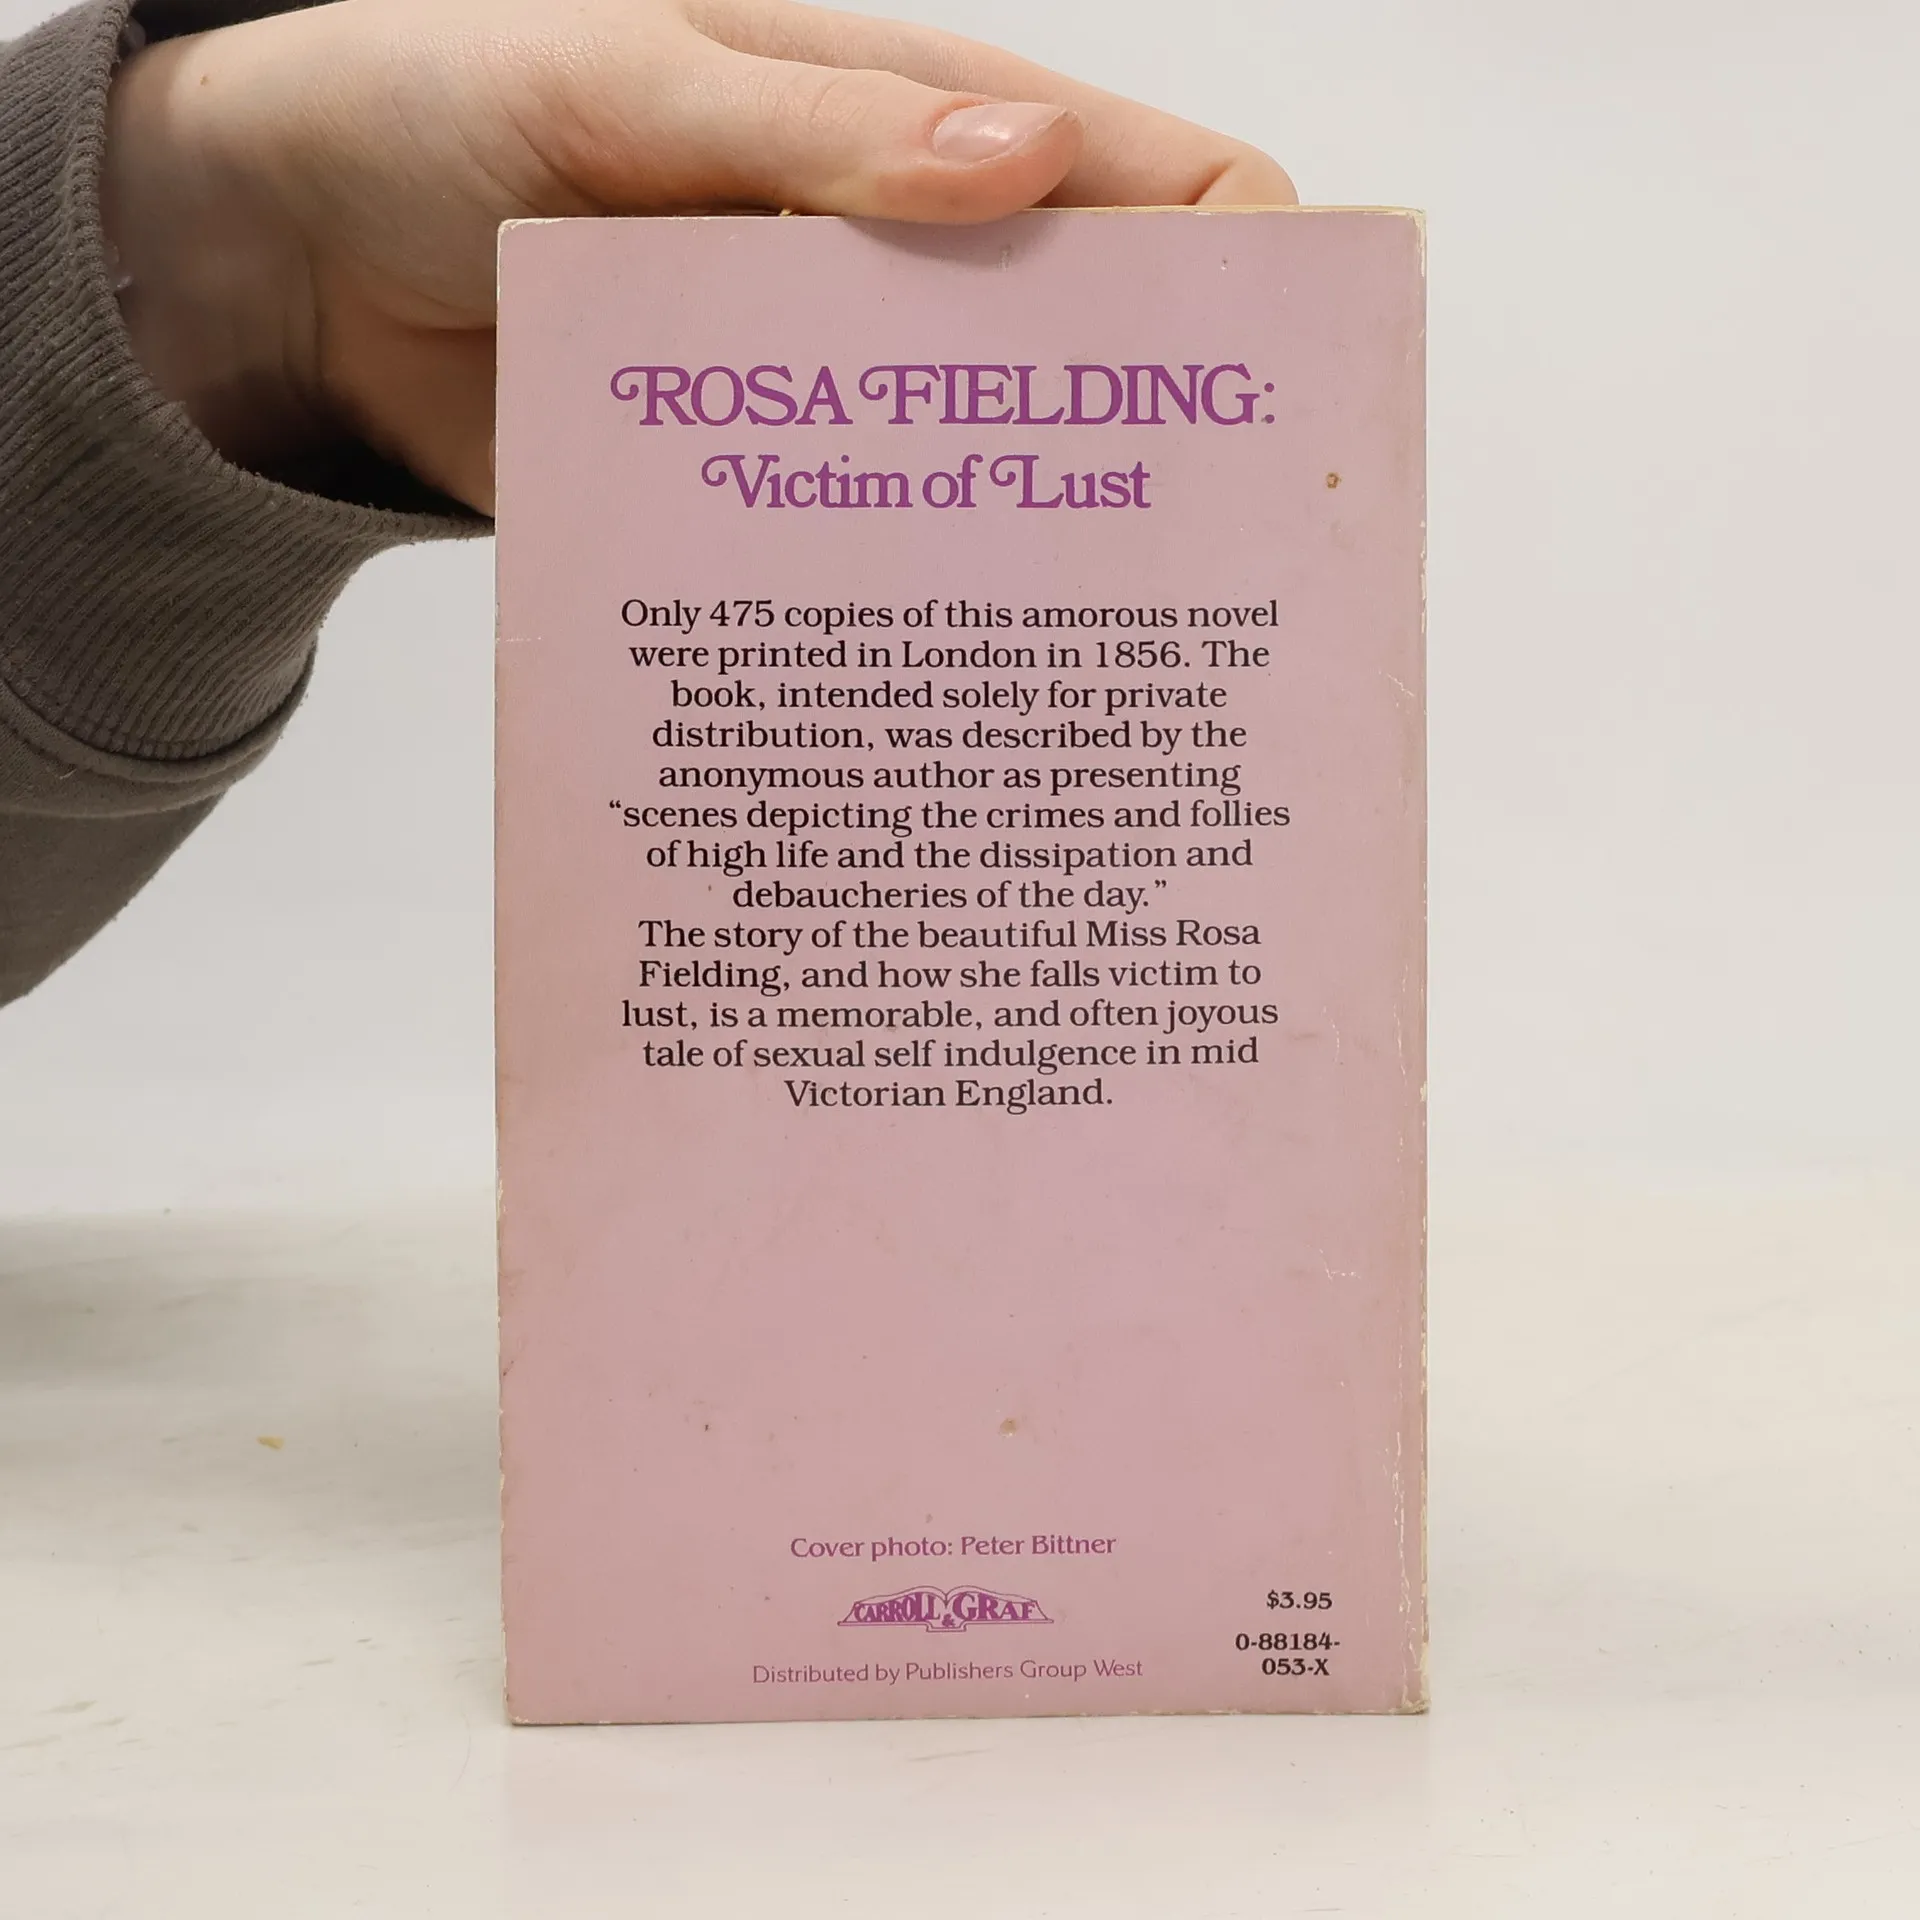 ROSA FIELDING:
Victim of Lust
Only 475 copies of this amorous novel
were printed in London in 1856. The
book, intended solely for private
distribution, was described by the
anonymous author as presenting
“scenes depicting the crimes and follies
of high life and the dissipation and
debaucheries of the day.”
The story of the beautiful Miss Rosa
Fielding, and how she falls victim to
lust, is a memorable, and often joyous
tale of sexual self indulgence in mid
Victorian England.
Cover photo: Peter Bittner
CARROLL & GRAF
Distributed by Publishers Group West
$3.95
0-88184-
053-X